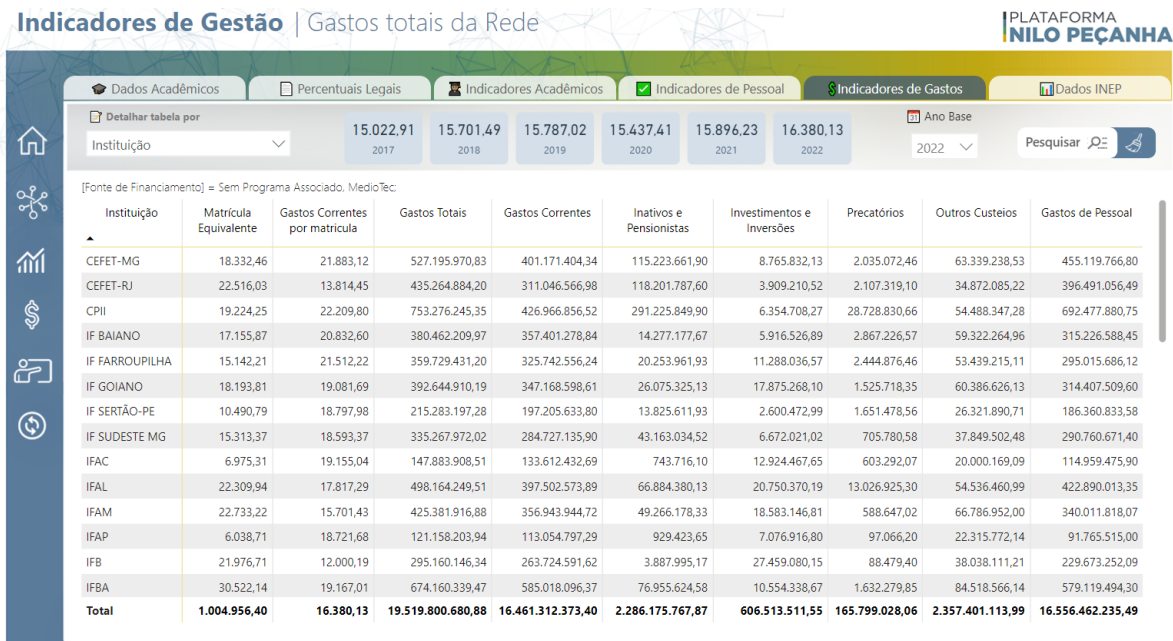 Indicadores de Gestão | Gastos totais da Rede
PLATAFORMA
NILO PEÇANHA
Dados Acadêmicos
Percentuais Legais
Indicadores Acadêmicos
Indicadores de Pessoal
Indicadores de Gastos
Dados INEP
Detalhar tabela por
Instituição
15.022,91 15.701,49 15.787,02 15.437,41 15.896,23 16.380,13
2017 2018 2019 2020 2021 2022
Ano Base
2022
Pesquisar
[Fonte de Financiamento] = Sem Programa Associado, MedioTec;
Instituição Matrícula Gastos Correntes Gastos Totais Gastos Correntes Inativos e Investimentos e Precatórios Outros Custeios Gastos de Pessoal
Equivalente por matricula Pensionistas Inversões
CEFET-MG 18.332,46 21.883,12 527.195.970,83 401.171.404,34 115.223.661,90 8.765.832,13 2.035.072,46 63.339.238,53 455.119.766,80
CEFET-RJ 22.516,03 13.814,45 435.264.884,20 311.046.566,98 118.201.787,60 3.909.210,52 2.107.319,10 34.872.085,22 396.491.056,49
CPII 19.224,25 22.209,80 753.276.245,35 426.966.856,52 291.225.849,90 6.354.708,27 28.728.830,66 54.488.347,28 692.477.880,75
IF BAIANO 17.155,87 20.832,60 380.462.209,97 357.401.278,84 14.277.177,67 5.916.526,89 2.867.226,57 59.322.264,96 315.226.588,45
IF FARROUPILHA 15.142,21 21.512,22 359.729.431,20 325.742.556,24 20.253.961,93 11.288.036,57 2.444.876,46 53.439.215,11 295.015.686,12
IF GOIANO 18.193,81 19.081,69 392.644.910,19 347.168.598,61 26.075.325,13 17.875.268,10 1.525.718,35 60.386.626,13 314.407.509,60
IF SERTÃO-PE 10.490,79 18.797,98 215.283.197,28 197.205.633,80 13.825.611,93 2.600.472,99 1.651.478,56 26.321.890,71 186.360.833,58
IF SUDESTE MG 15.313,37 18.593,37 335.267.972,02 284.727.135,90 43.163.034,52 6.672.021,02 705.780,58 37.849.502,48 290.760.671,40
IFAC 6.975,31 19.155,04 147.883.908,51 133.612.432,69 743.716,10 12.924.467,65 603.292,07 20.000.169,09 114.959.475,90
IFAL 22.309,94 17.817,29 498.164.249,51 397.502.573,89 66.884.380,13 20.750.370,19 13.026.925,30 54.536.460,99 422.890.013,35
IFAM 22.733,22 15.701,43 425.381.916,88 356.943.944,72 49.266.178,33 18.583.146,81 588.647,02 66.786.952,00 340.011.818,07
IFAP 6.038,71 18.721,68 121.158.203,94 113.054.797,29 929.423,65 7.076.916,80 97.066,20 22.315.772,14 91.765.515,00
IFB 21.976,71 12.000,19 295.160.146,34 263.724.591,62 3.887.995,17 27.459.080,15 88.479,40 38.038.111,21 229.673.252,09
IFBA 30.522,14 19.167,01 674.160.339,47 585.018.096,37 76.955.624,58 10.554.338,67 1.632.279,85 84.518.566,14 579.119.494,30
Total 1.004.956,40 16.380,13 19.519.800.680,88 16.461.312.373,40 2.286.175.767,87 606.513.511,55 165.799.028,06 2.357.401.113,99 16.556.462.235,49